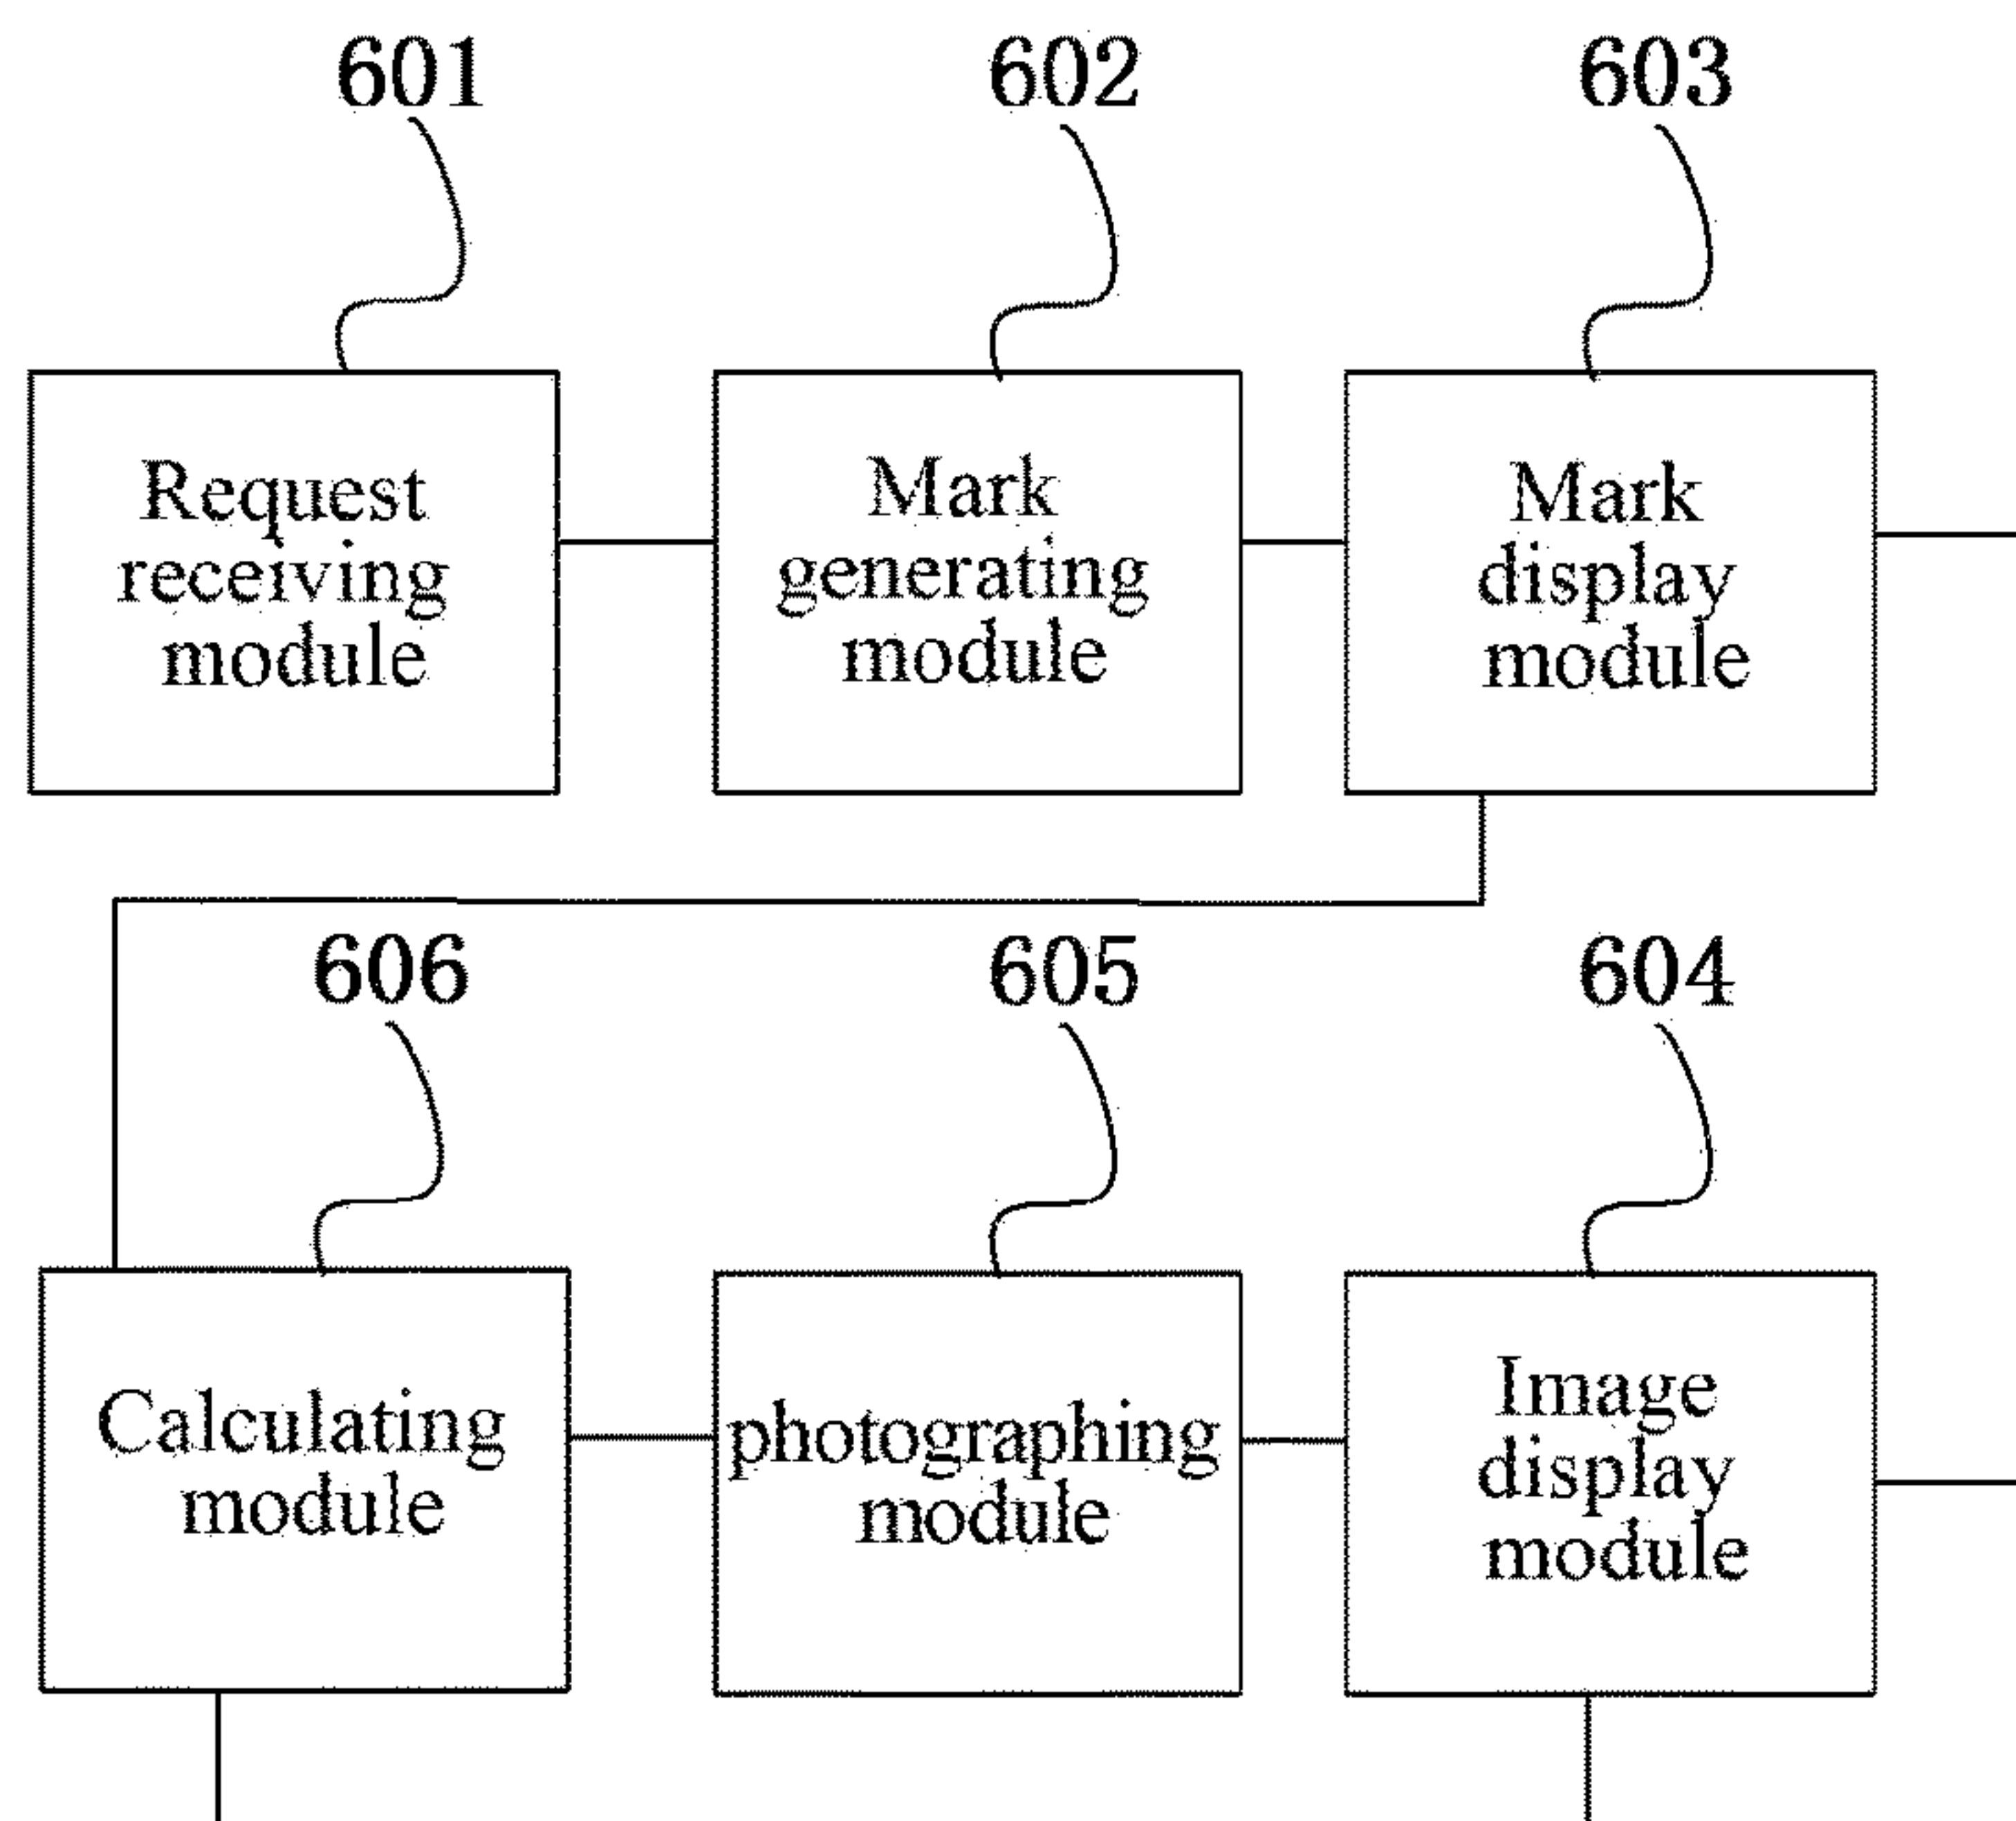 601
602
603
Request
receiving
module
Mark
generating
module
Mark
display
module
606
605
604
Calculating
module
photographing
module
Image
display
module